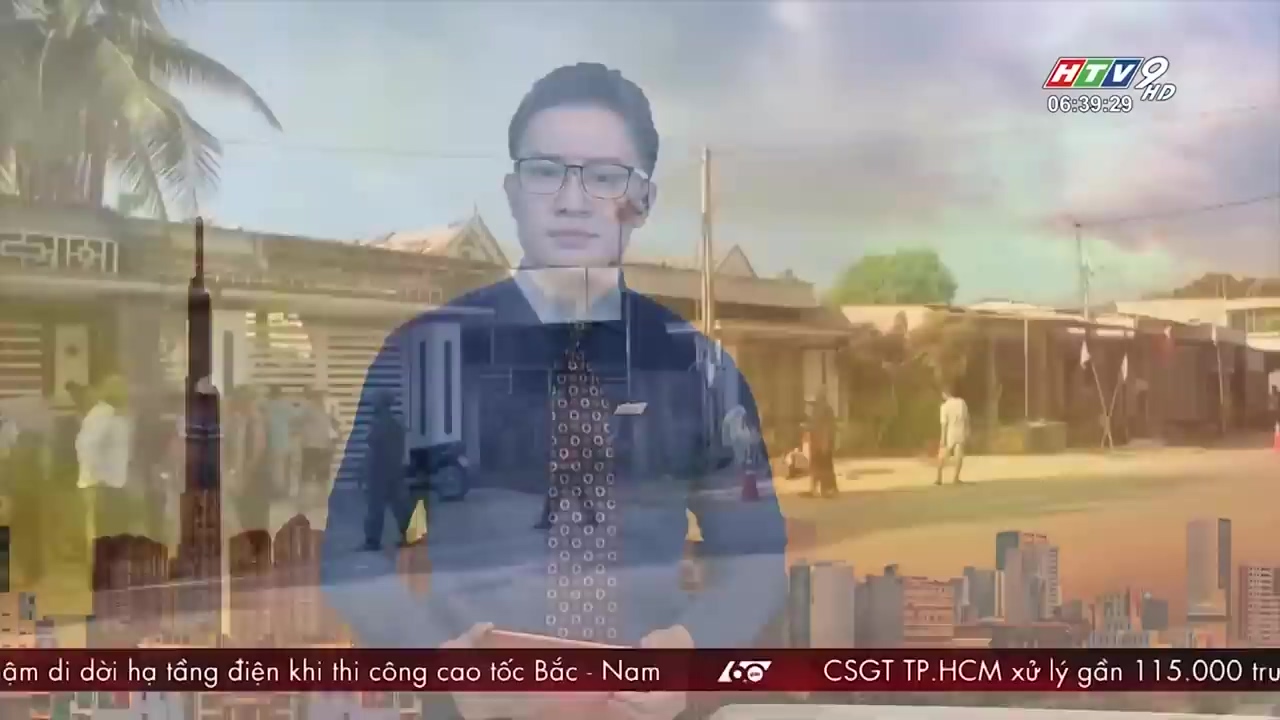 HTV9 HD
06:39:29
di dời hạ tầng điện khi thi công cao tốc Bắc - Nam
60 CSGT TP.HCM xử lý gần 115.000